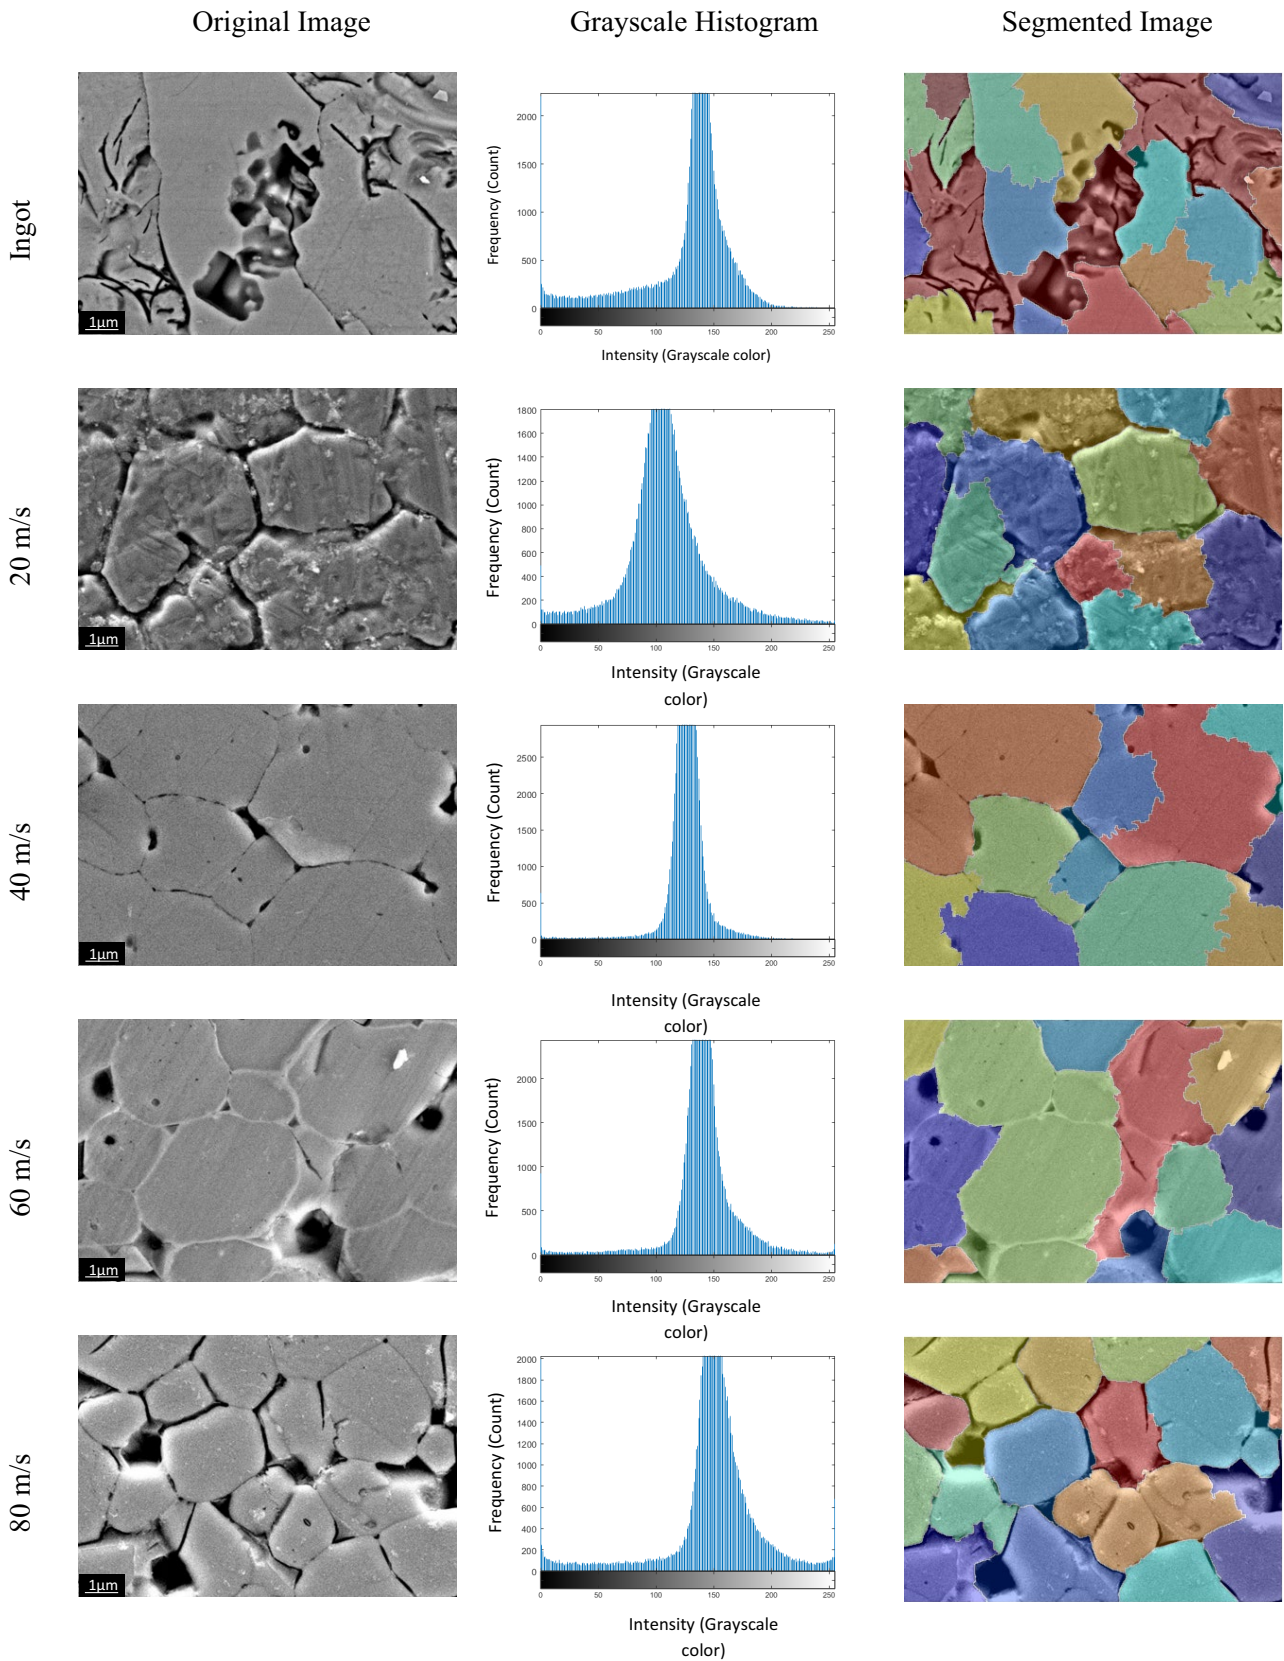 Original Image
Grayscale Histogram
Segmented Image
Ingot
1µm
Frequency (Count)
2000
1500
1000
500
0
0 50 100 150 200 250
Intensity (Grayscale color)
20 m/s
1µm
Frequency (Count)
1800
1600
1400
1200
1000
800
600
400
200
0
0 50 100 150 200 250
Intensity (Grayscale
color)
40 m/s
1µm
Frequency (Count)
2500
2000
1500
1000
500
0
0 50 100 150 200 250
Intensity (Grayscale
color)
60 m/s
1µm
Frequency (Count)
2000
1500
1000
500
0
0 50 100 150 200 250
Intensity (Grayscale
color)
80 m/s
1µm
Frequency (Count)
2000
1800
1600
1400
1200
1000
800
600
400
200
0
0 50 100 150 200 250
Intensity (Grayscale
color)